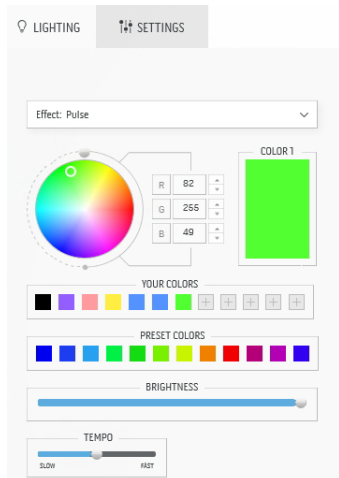 LIGHTING
SETTINGS
Effect: Pulse
COLOR 1
R 82
G 255
B 49
YOUR COLORS
PRESET COLORS
BRIGHTNESS
TEMPO
SLOW FAST